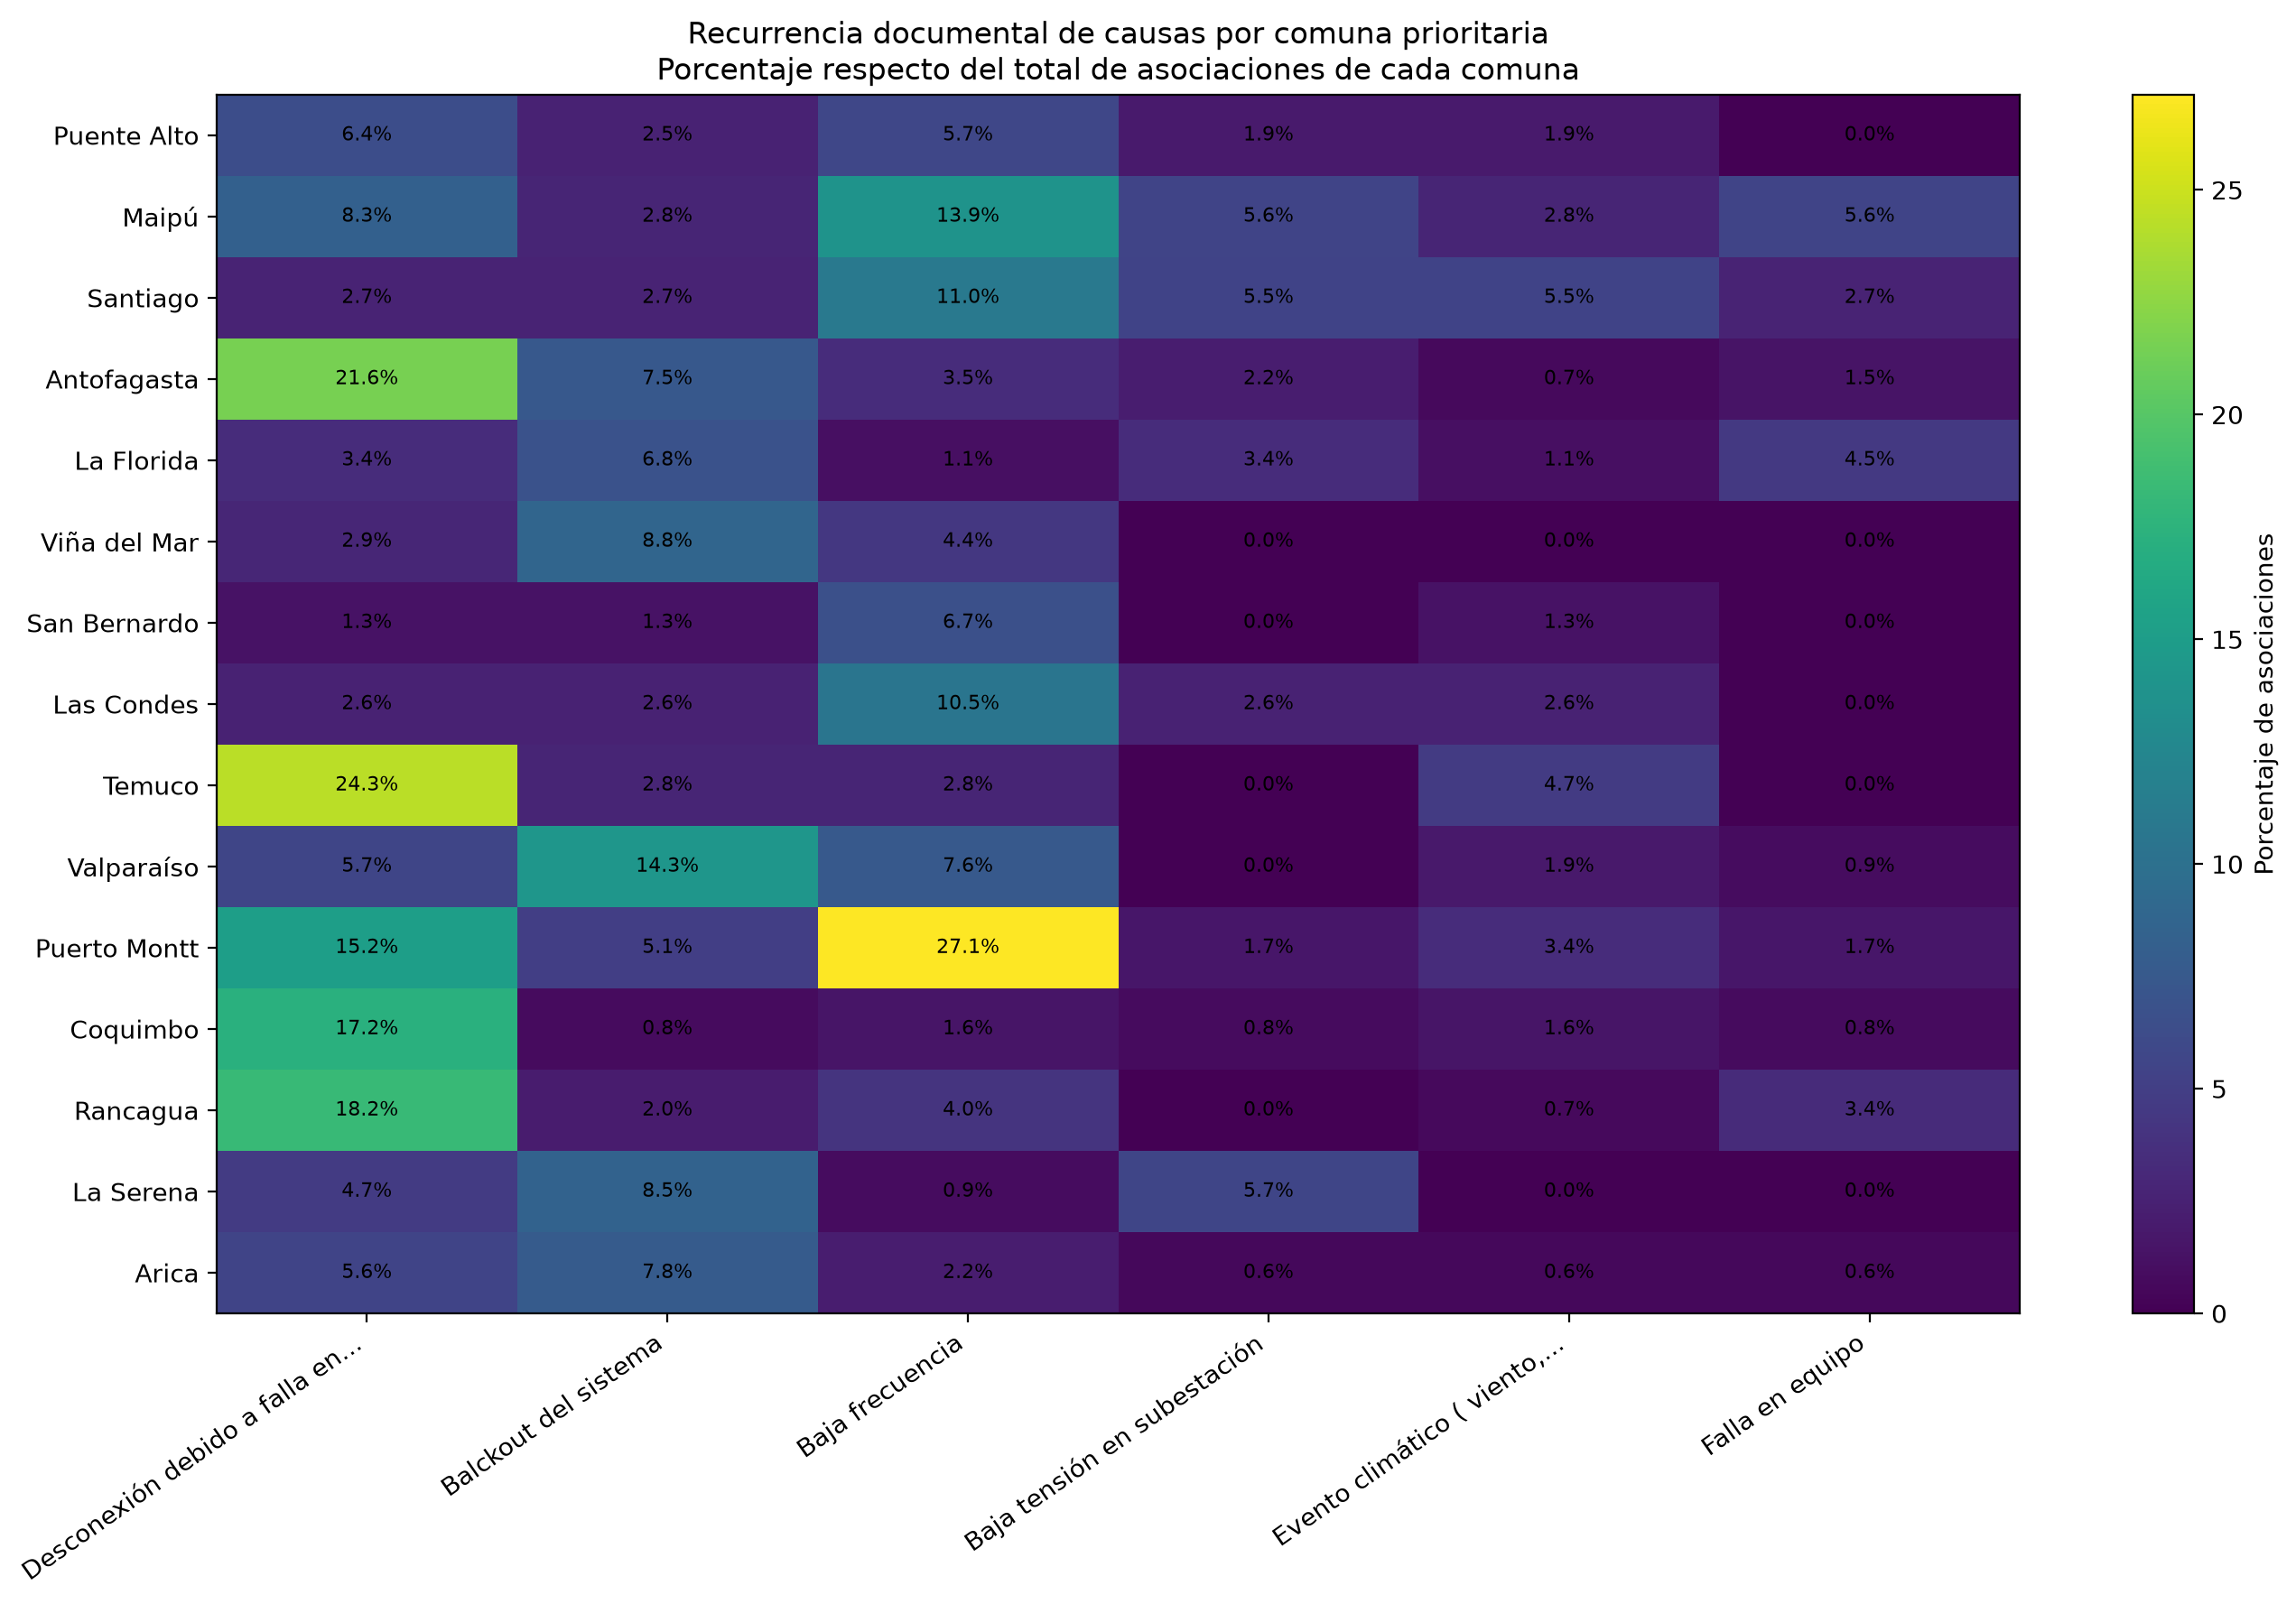 Recurrencia documental de causas por comuna prioritaria
Porcentaje respecto del total de asociaciones de cada comuna
Puente Alto 6.4% 2.5% 5.7% 1.9% 1.9% 0.0%
Maipú 8.3% 2.8% 13.9% 5.6% 2.8% 5.6%
Santiago 2.7% 2.7% 11.0% 5.5% 5.5% 2.7%
Antofagasta 21.6% 7.5% 3.5% 2.2% 0.7% 1.5%
La Florida 3.4% 6.8% 1.1% 3.4% 1.1% 4.5%
Viña del Mar 2.9% 8.8% 4.4% 0.0% 0.0% 0.0%
San Bernardo 1.3% 1.3% 6.7% 0.0% 1.3% 0.0%
Las Condes 2.6% 2.6% 10.5% 2.6% 2.6% 0.0%
Temuco 24.3% 2.8% 2.8% 0.0% 4.7% 0.0%
Valparaíso 5.7% 14.3% 7.6% 0.0% 1.9% 0.9%
Puerto Montt 15.2% 5.1% 27.1% 1.7% 3.4% 1.7%
Coquimbo 17.2% 0.8% 1.6% 0.8% 1.6% 0.8%
Rancagua 18.2% 2.0% 4.0% 0.0% 0.7% 3.4%
La Serena 4.7% 8.5% 0.9% 5.7% 0.0% 0.0%
Arica 5.6% 7.8% 2.2% 0.6% 0.6% 0.6%
Desconexión debido a falla en...
Balckout del sistema
Baja frecuencia
Baja tensión en subestación
Evento climático ( viento,...
Falla en equipo
25
20
15
10
5
0
Porcentaje de asociaciones